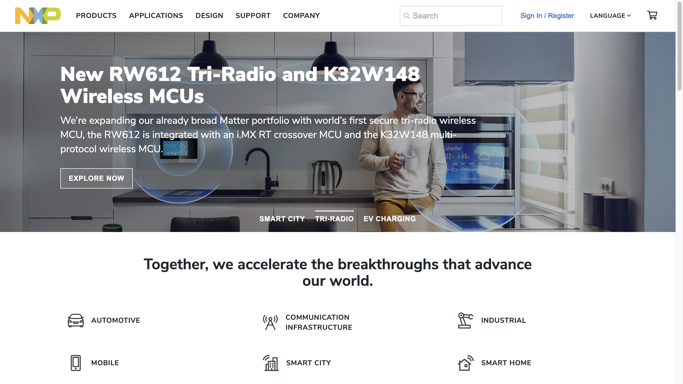 NXP
PRODUCTS APPLICATIONS DESIGN SUPPORT COMPANY
Search
Sign In / Register
LANGUAGE
New RW612 Tri-Radio and K32W148
Wireless MCUs
We're expanding our already broad Matter portfolio with world's first secure tri-radio wireless
MCU, the RW612 is integrated with an i.MX RT crossover MCU and the K32W148 multi-
protocol wireless MCU.
EXPLORE NOW
SMART CITY TRI-RADIO EV CHARGING
Together, we accelerate the breakthroughs that advance
our world.
AUTOMOTIVE
COMMUNICATION
INFRASTRUCTURE
INDUSTRIAL
MOBILE
SMART CITY
SMART HOME